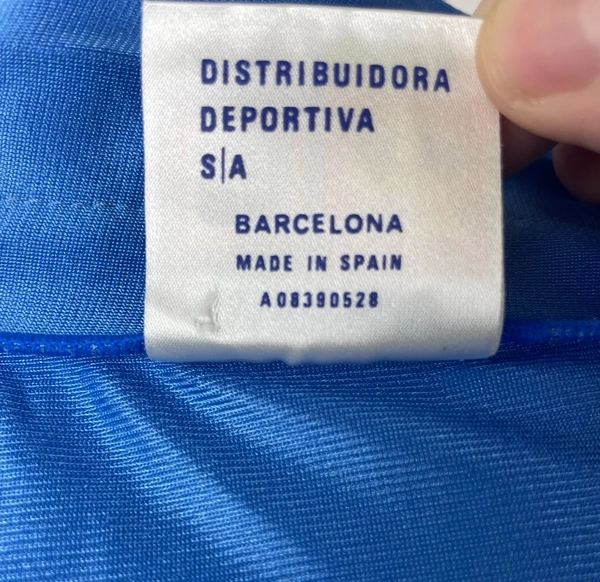 DISTRIBUIDORA
DEPORTIVA
S|A
BARCELONA
MADE IN SPAIN
A08390528